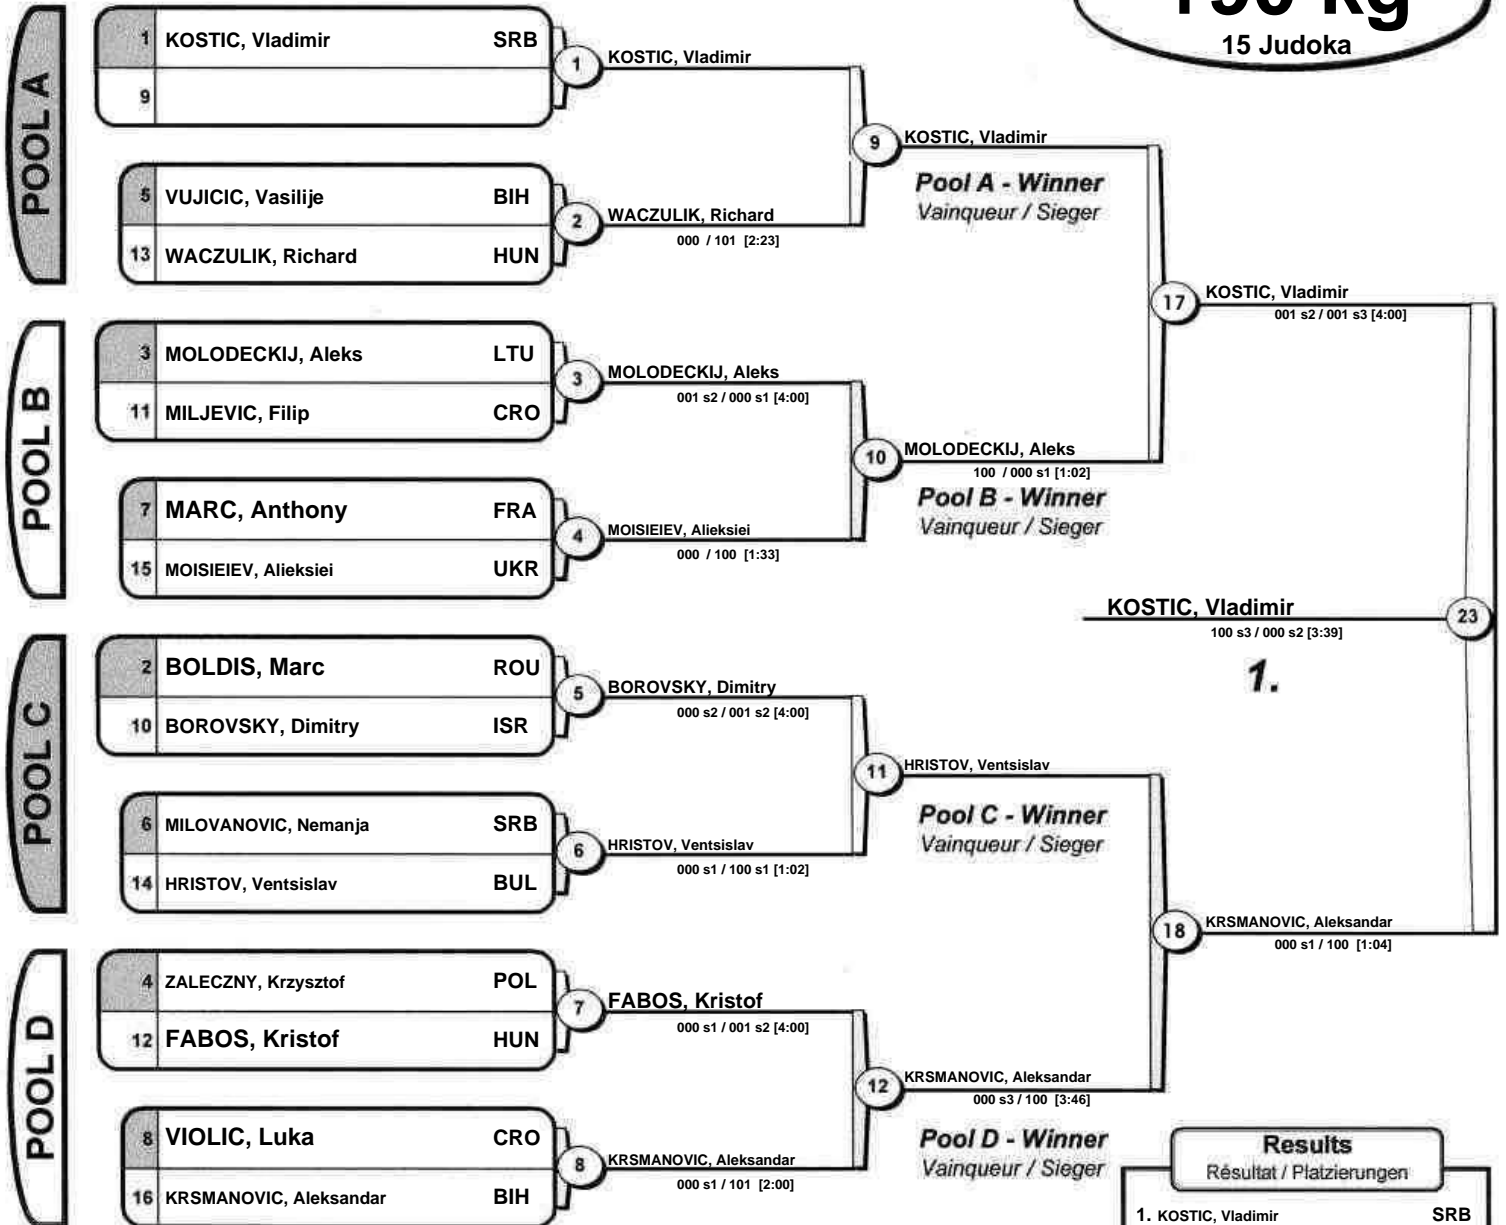 15 Judoka
POOL A
1 KOSTIC, Vladimir SRB
9
1 KOSTIC, Vladimir
5 VUJICIC, Vasilije BIH
13 WACZULIK, Richard HUN
2 WACZULIK, Richard
000 / 101 [2:23]
9 KOSTIC, Vladimir
Pool A - Winner
Vainqueur / Sieger
POOL B
3 MOLODECKIJ, Aleks LTU
11 MILJEVIC, Filip CRO
3 MOLODECKIJ, Aleks
001 s2 / 000 s1 [4:00]
7 MARC, Anthony FRA
15 MOISIEIEV, Alieksiei UKR
4 MOISIEIEV, Alieksiei
000 / 100 [1:33]
10 MOLODECKIJ, Aleks
100 / 000 s1 [1:02]
Pool B - Winner
Vainqueur / Sieger
17 KOSTIC, Vladimir
001 s2 / 001 s3 [4:00]
KOSTIC, Vladimir 23
100 s3 / 000 s2 [3:39]
1.
POOL C
2 BOLDIS, Marc ROU
10 BOROVSKY, Dimitry ISR
5 BOROVSKY, Dimitry
000 s2 / 001 s2 [4:00]
6 MILOVANOVIC, Nemanja SRB
14 HRISTOV, Ventsislav BUL
6 HRISTOV, Ventsislav
000 s1 / 100 s1 [1:02]
11 HRISTOV, Ventsislav
Pool C - Winner
Vainqueur / Sieger
POOL D
4 ZALECZNY, Krzysztof POL
12 FABOS, Kristof HUN
7 FABOS, Kristof
000 s1 / 001 s2 [4:00]
8 VIOLIC, Luka CRO
16 KRSMANOVIC, Aleksandar BIH
8 KRSMANOVIC, Aleksandar
000 s1 / 101 [2:00]
12 KRSMANOVIC, Aleksandar
000 s3 / 100 [3:46]
Pool D - Winner
Vainqueur / Sieger
18 KRSMANOVIC, Aleksandar
000 s1 / 100 [1:04]
Results
Résultat / Platzierungen
1. KOSTIC, Vladimir SRB